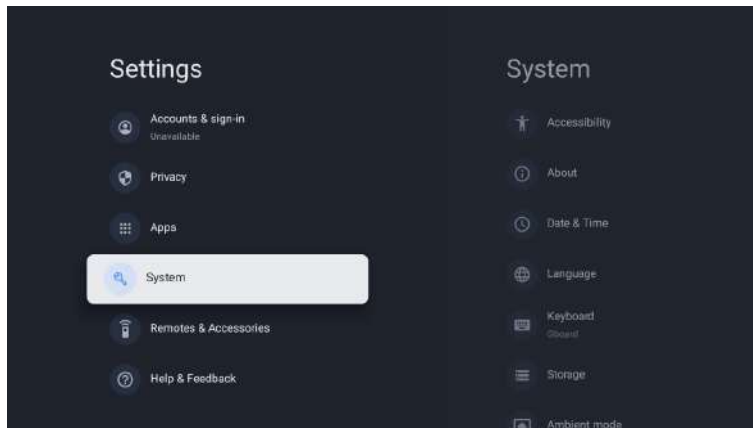 Settings
Accounts & sign-in
Unavailable
Privacy
Apps
System
Remotes & Accessories
Help & Feedback
System
Accessibility
About
Date & Time
Language
Keyboard
Gboard
Storage
Ambient mode